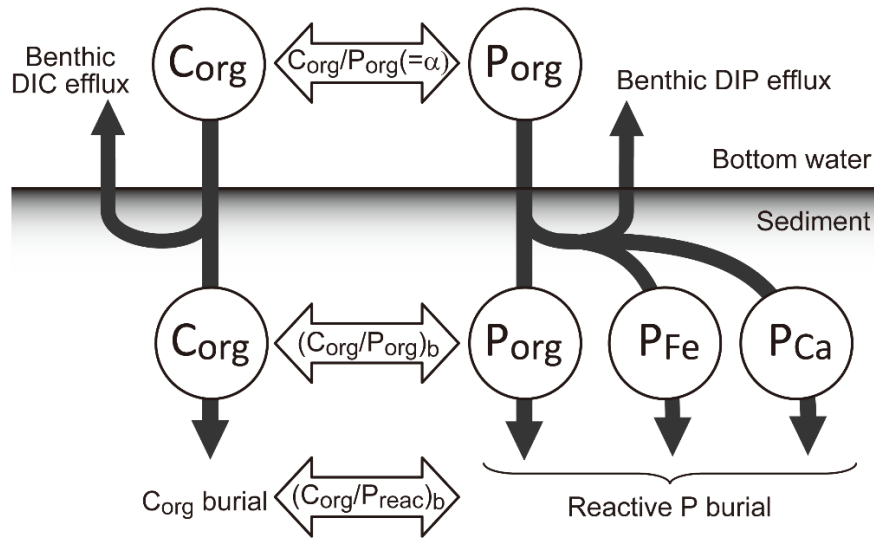 Benthic
DIC efflux
Corg
Corg/Porg(=α)
Porg
Benthic DIP efflux
Bottom water
Sediment
Corg
(Corg/Porg)b
Porg
PFe
PCa
Corg burial
(Corg/Preac)b
Reactive P burial